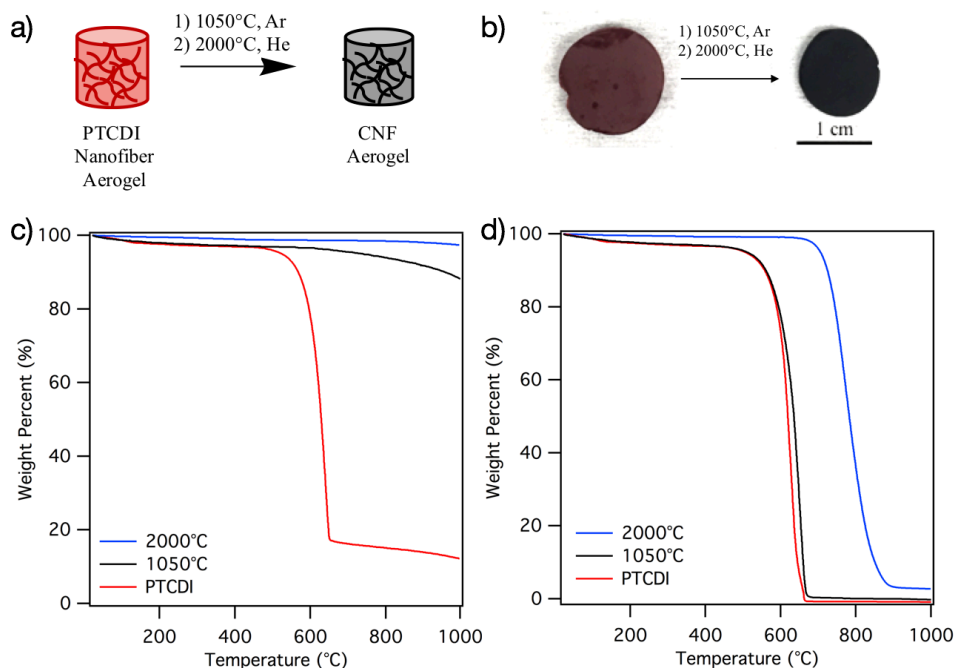 a)
1) 1050°C, Ar
2) 2000°C, He
PTCDI
Nanofiber
Aerogel
CNF
Aerogel
b)
1) 1050°C, Ar
2) 2000°C, He
1 cm
c)
100
80
60
40
20
0
Weight Percent (%)
2000°C
1050°C
PTCDI
200
400
600
800
1000
Temperature (°C)
d)
100
80
60
40
20
0
Weight Percent (%)
2000°C
1050°C
PTCDI
200
400
600
800
1000
Temperature (°C)